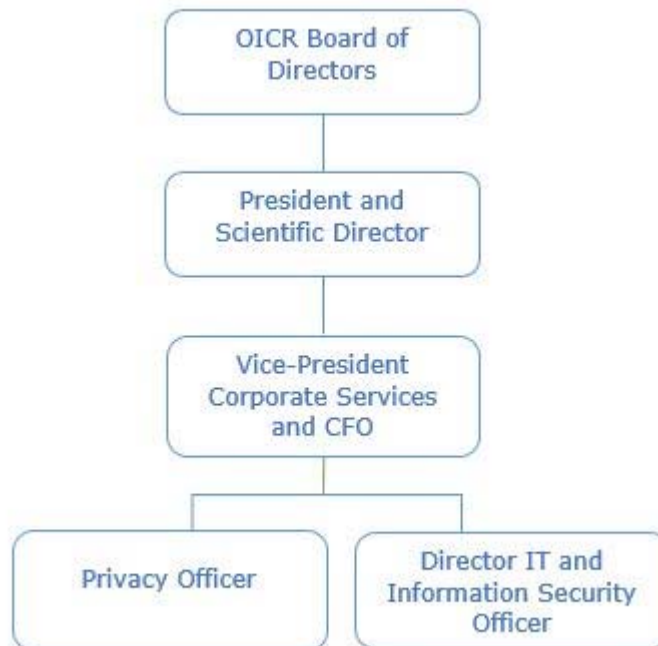 OICR Board of
Directors
President and
Scientific Director
Vice-President
Corporate Services
and CFO
Privacy Officer
Director IT and
Information Security
Officer